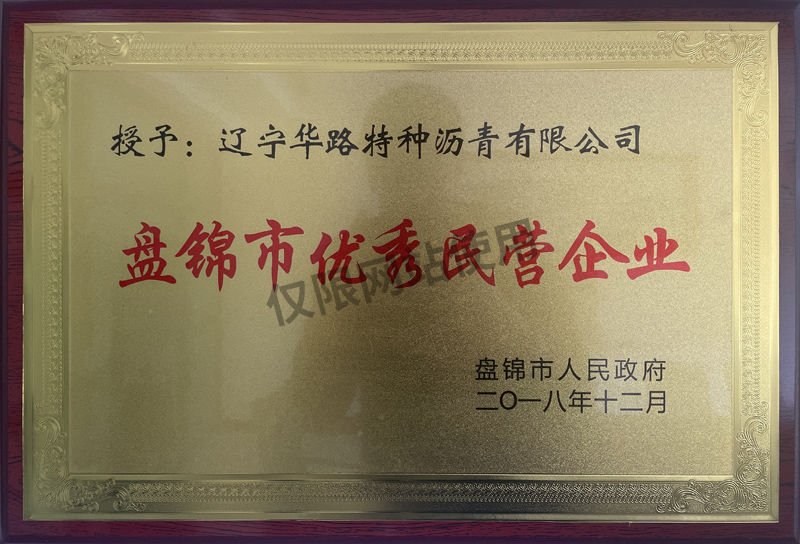 授予：辽宁华路特种沥青有限公司
盘锦市优秀民营企业
仅限网站使用
盘锦市人民政府
二〇一八年十二月